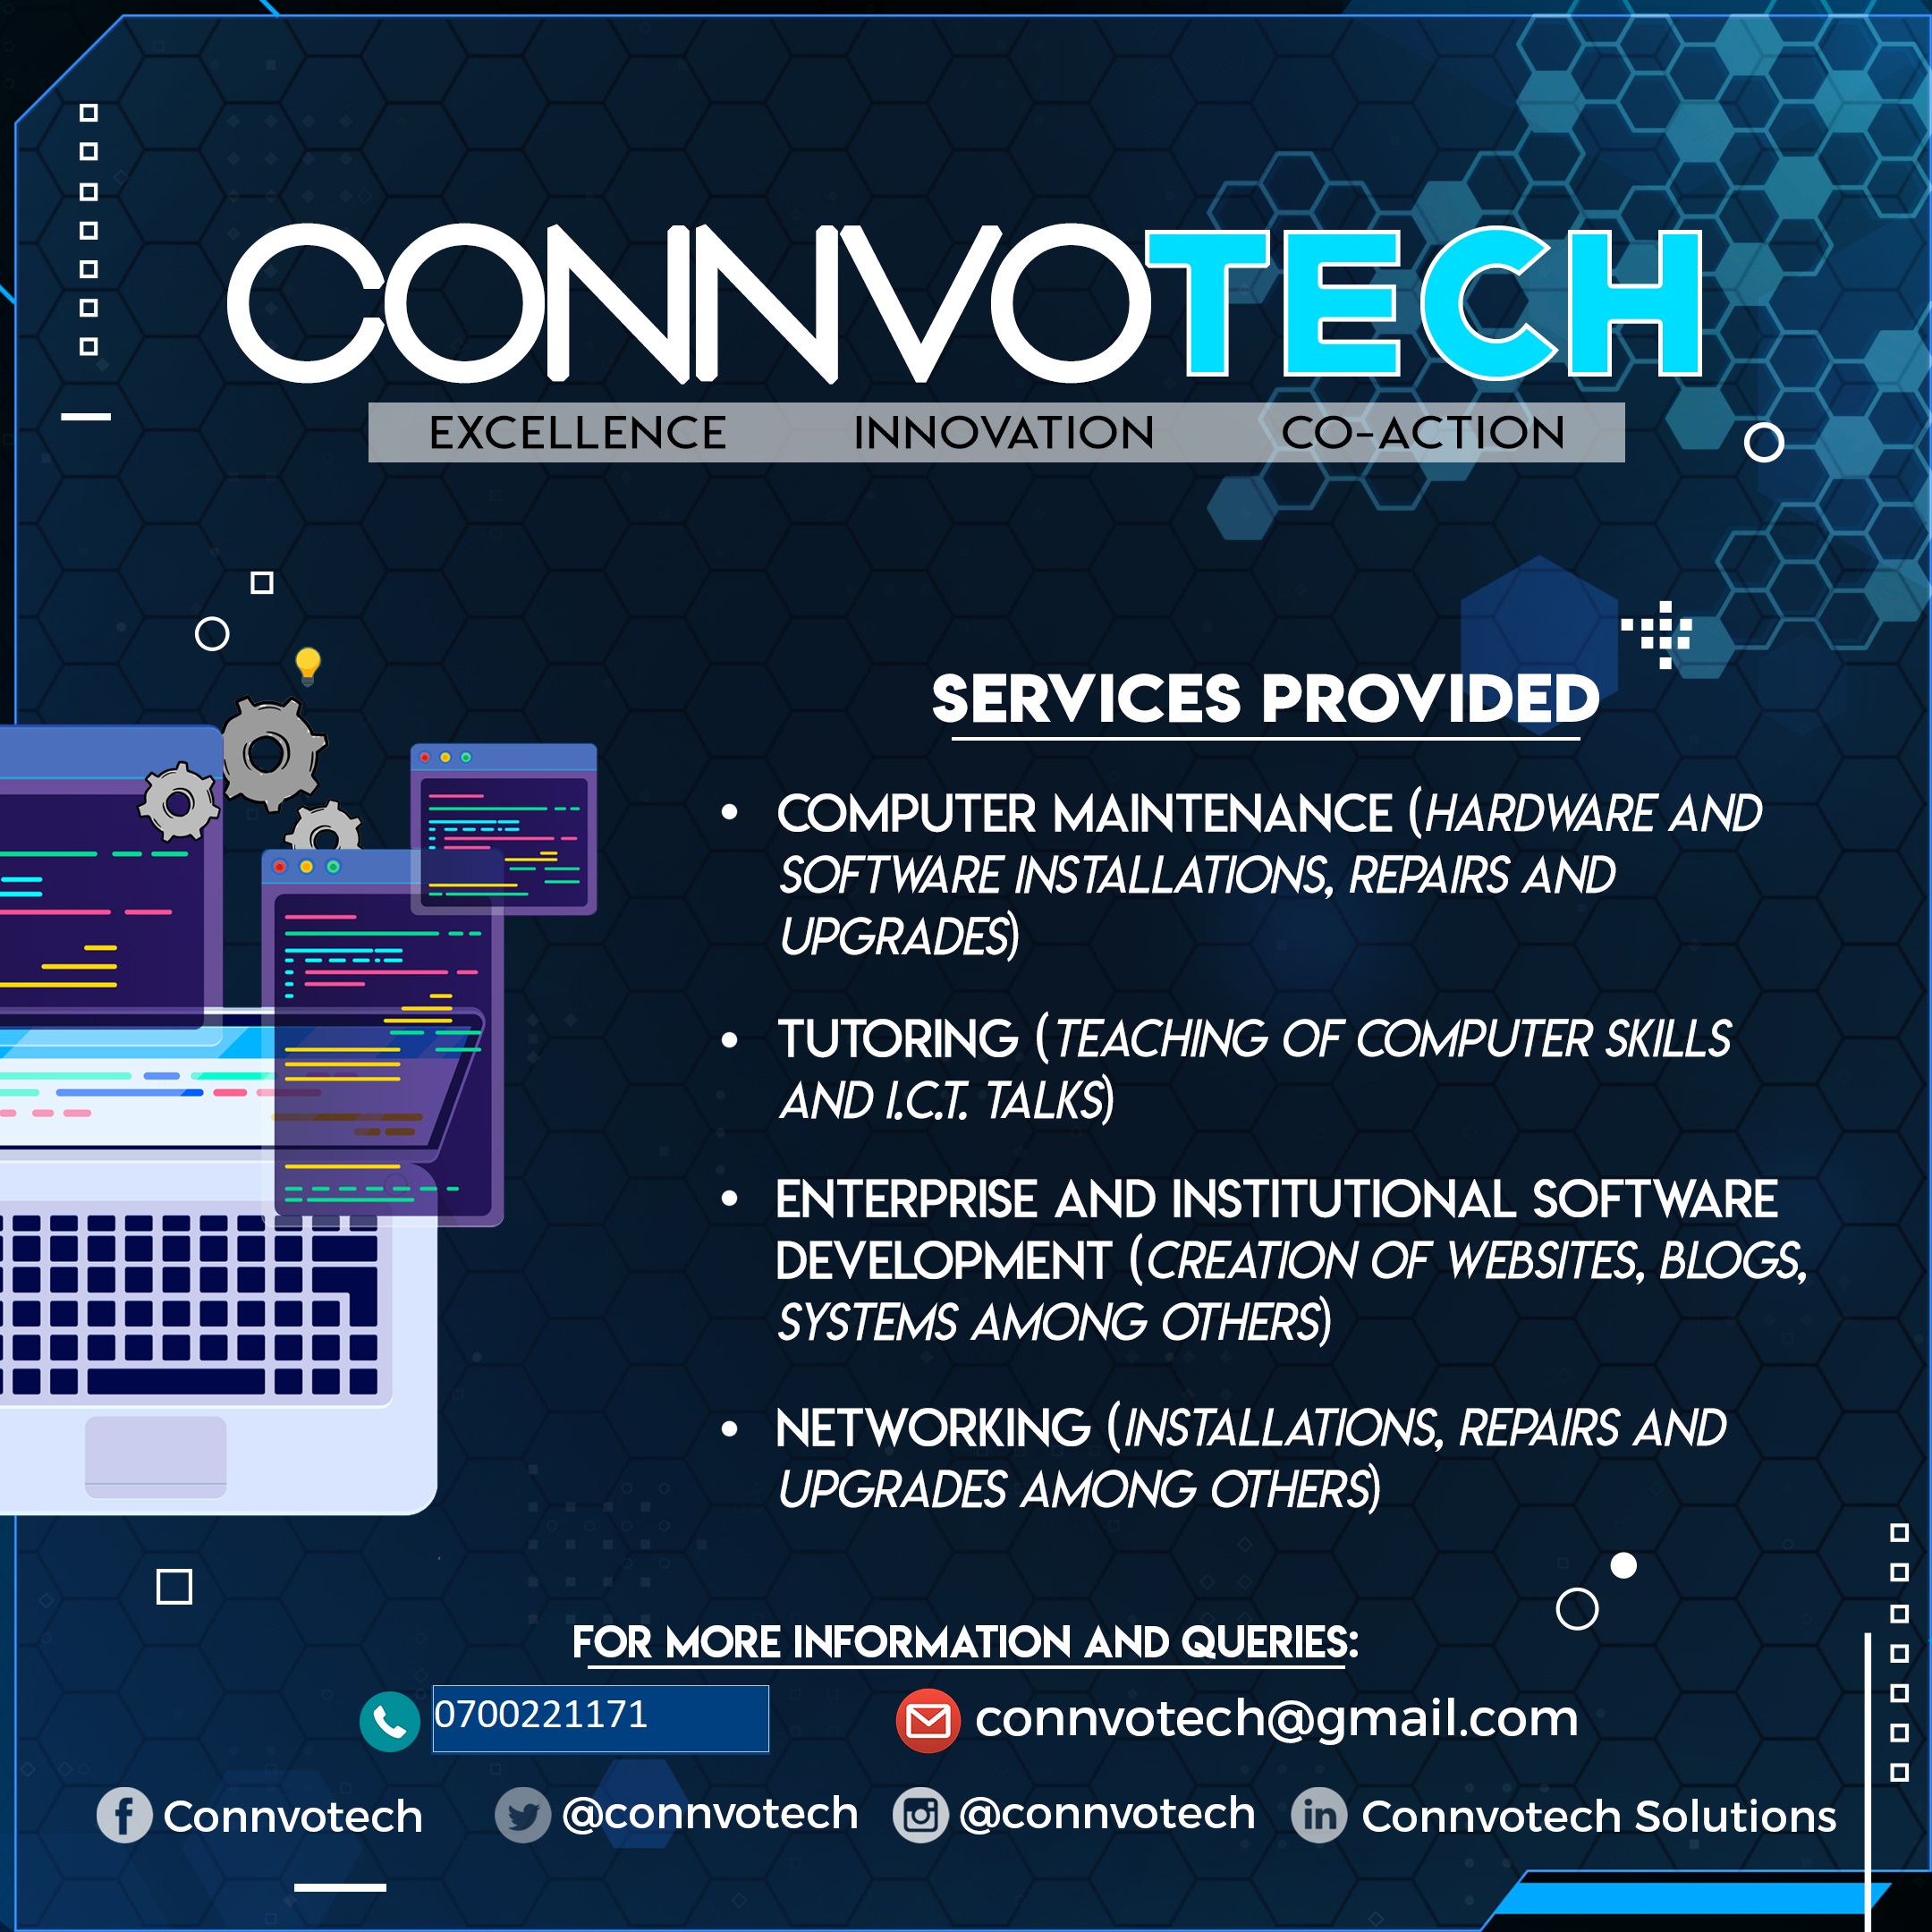 CONNVOTECH
EXCELLENCE INNOVATION CO-ACTION
SERVICES PROVIDED
• COMPUTER MAINTENANCE (HARDWARE AND
SOFTWARE INSTALLATIONS, REPAIRS AND
UPGRADES)
• TUTORING (TEACHING OF COMPUTER SKILLS
AND I.C.T. TALKS)
• ENTERPRISE AND INSTITUTIONAL SOFTWARE
DEVELOPMENT (CREATION OF WEBSITES, BLOGS,
SYSTEMS AMONG OTHERS)
• NETWORKING (INSTALLATIONS, REPAIRS AND
UPGRADES AMONG OTHERS)
FOR MORE INFORMATION AND QUERIES:
0700221171 connvotech@gmail.com
Connvotech @connvotech @connvotech Connvotech Solutions